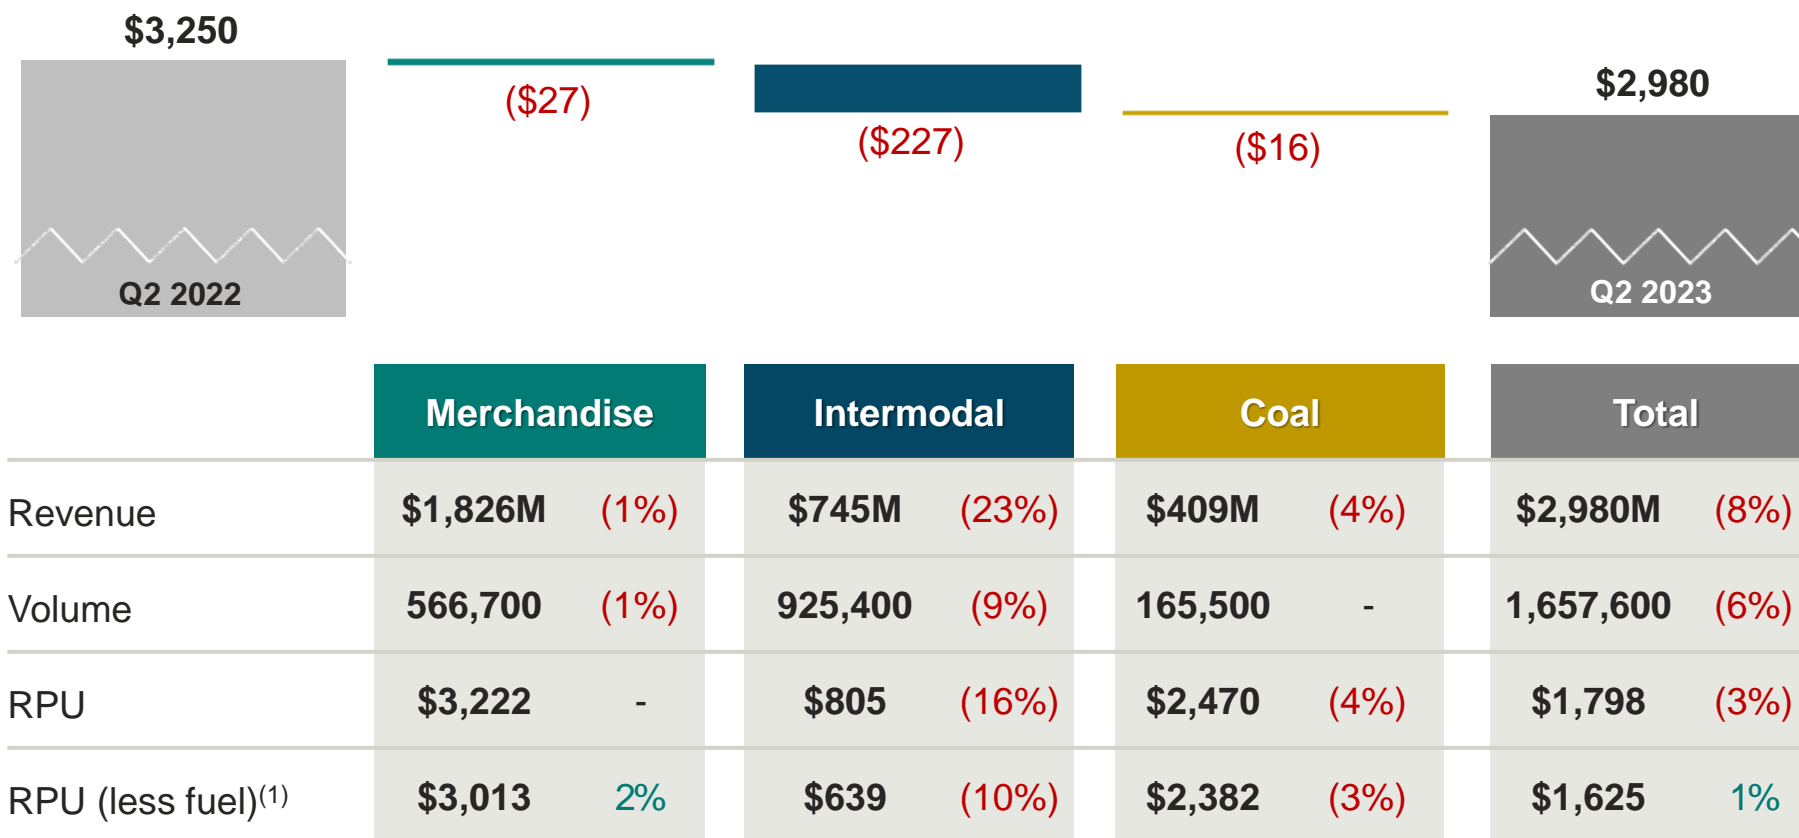 $3,250
($27)
($227)
($16)
$2,980
Q2 2022
Q2 2023
Merchandise Intermodal Coal Total
Revenue $1,826M (1%) $745M (23%) $409M (4%) $2,980M (8%)
Volume 566,700 (1%) 925,400 (9%) 165,500 - 1,657,600 (6%)
RPU $3,222 - $805 (16%) $2,470 (4%) $1,798 (3%)
RPU (less fuel)(1) $3,013 2% $639 (10%) $2,382 (3%) $1,625 1%